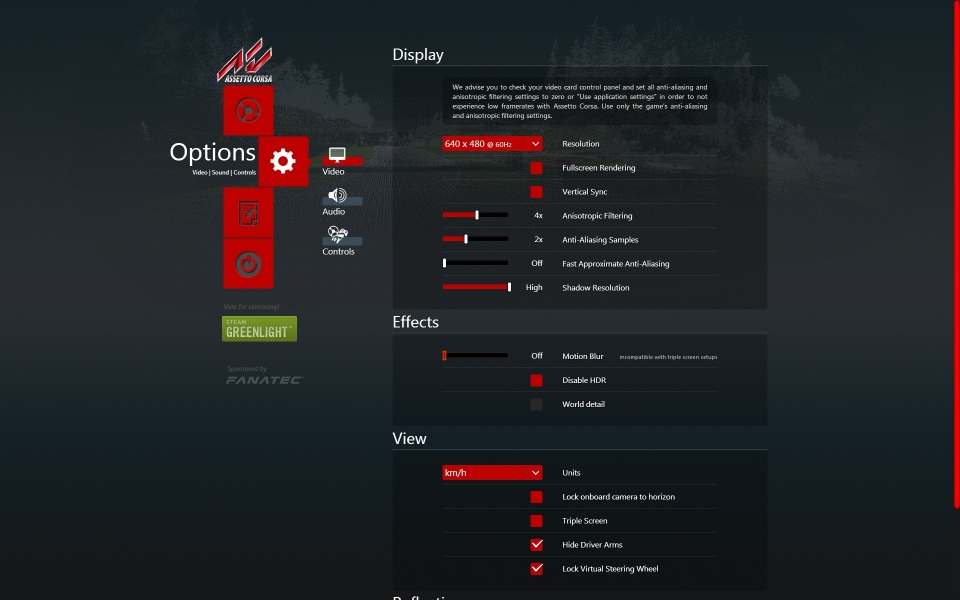 ASSETTO CORSA
Options
Video | Sound | Controls
Video
Audio
Controls
Vote for simracing!
STEAM
GREENLIGHT™
Sponsored by
FANATEC
Display
We advise you to check your video card control panel and set all anti-aliasing and
anisotropic filtering settings to zero or "Use application settings" in order to not
experience low framerates with Assetto Corsa. Use only the game's anti-aliasing
and anisotropic filtering settings.
640 x 480 @ 60Hz Resolution
Fullscreen Rendering
Vertical Sync
4x Anisotropic Filtering
2x Anti-Aliasing Samples
Off Fast Approximate Anti-Aliasing
High Shadow Resolution
Effects
Off Motion Blur incompatible with triple screen setups
Disable HDR
World detail
View
km/h Units
Lock onboard camera to horizon
Triple Screen
Hide Driver Arms
Lock Virtual Steering Wheel